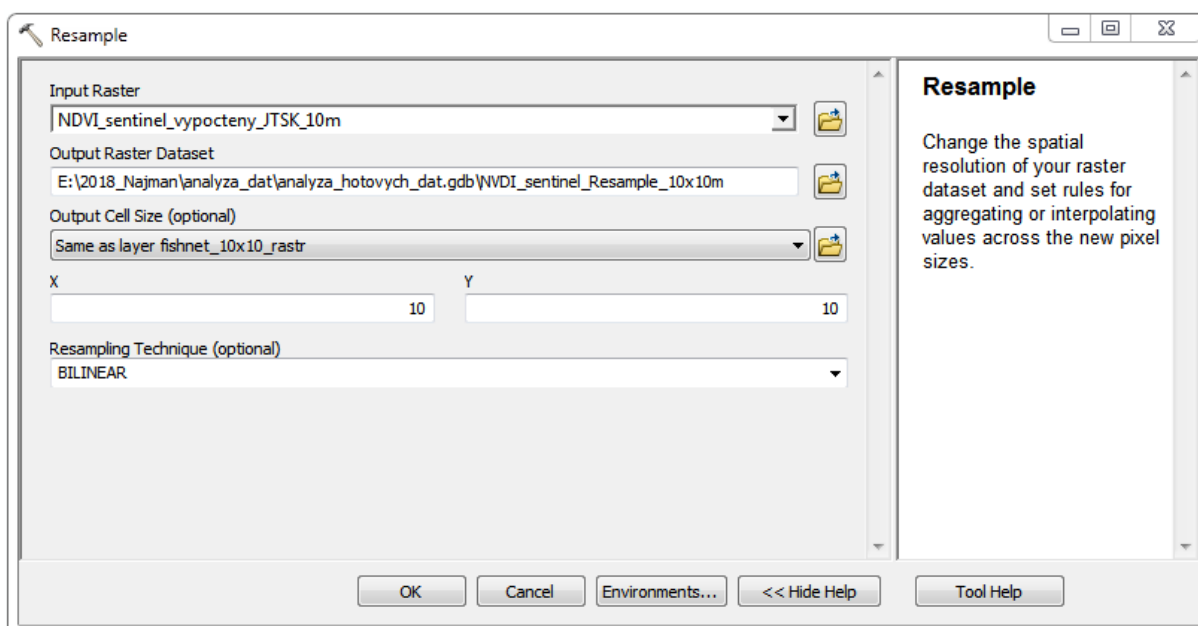 Resample
Input Raster
NDVI_sentinel_vypocteny_JTSK_10m
Output Raster Dataset
E:\2018_Najman\analyza_dat\analyza_hotovych_dat.gdb\NVDI_sentinel_Resample_10x10m
Output Cell Size (optional)
Same as layer fishnet_10x10_rastr
X Y
10 10
Resampling Technique (optional)
BILINEAR
Resample
Change the spatial
resolution of your raster
dataset and set rules for
aggregating or interpolating
values across the new pixel
sizes.
OK Cancel Environments... << Hide Help Tool Help